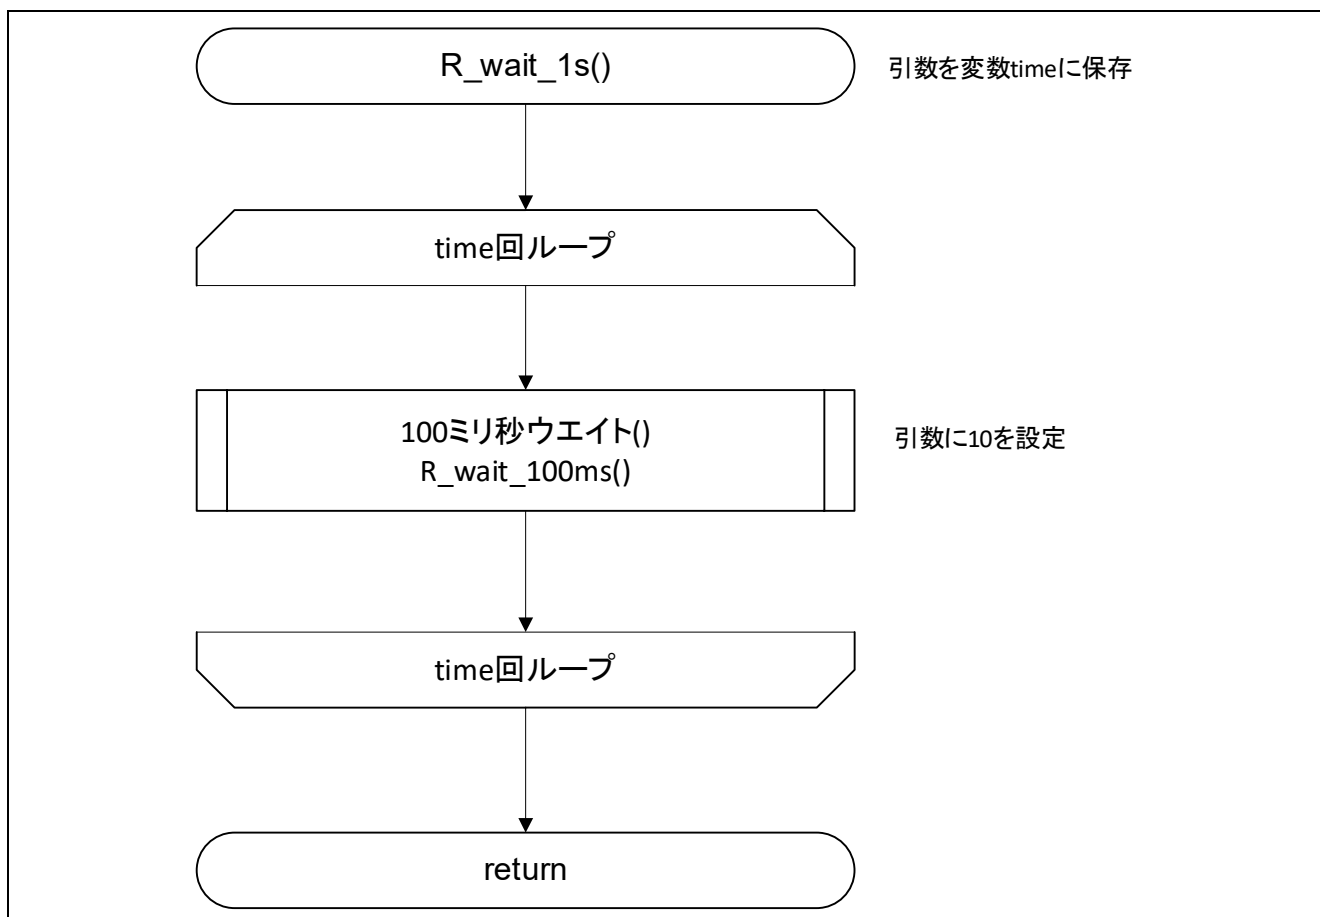 R_wait_1s()
引数を変数timeに保存
time回ループ
100ミリ秒ウエイト()
R_wait_100ms()
引数に10を設定
time回ループ
return